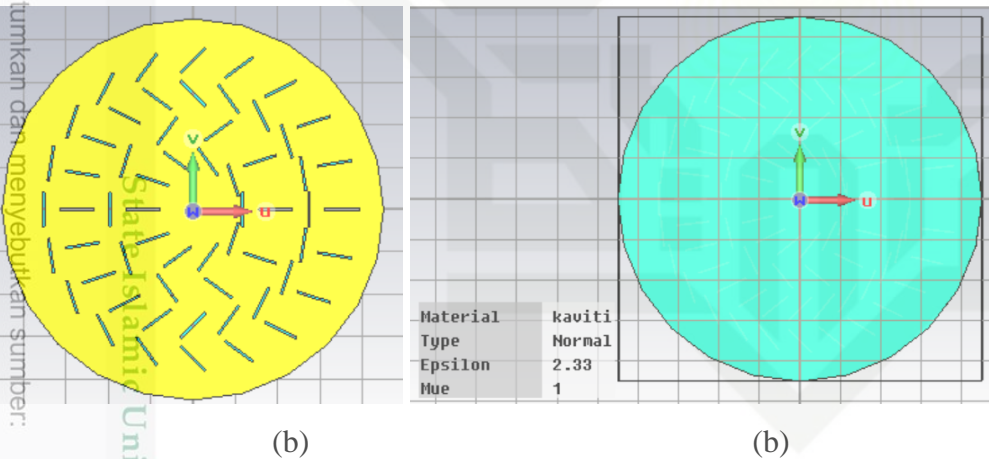 tumkan dan menyebutkan sumber:
State Islamic Uni
v
w
u
v
w
u
Material kaviti
Type Normal
Epsilon 2.33
Mue 1
(b)
(b)